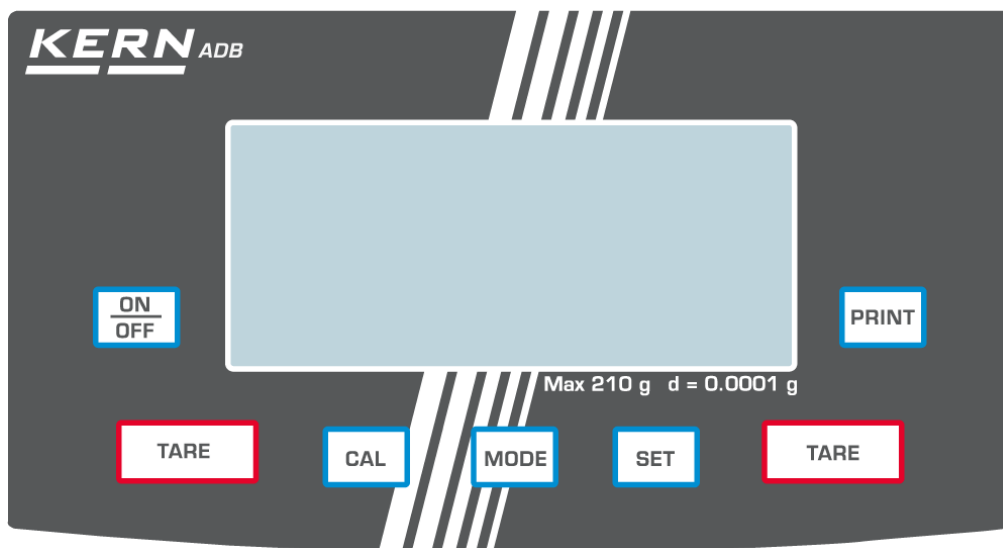 KERN ADB
ON
OFF
PRINT
Max 210 g d = 0.0001 g
TARE
CAL
MODE
SET
TARE